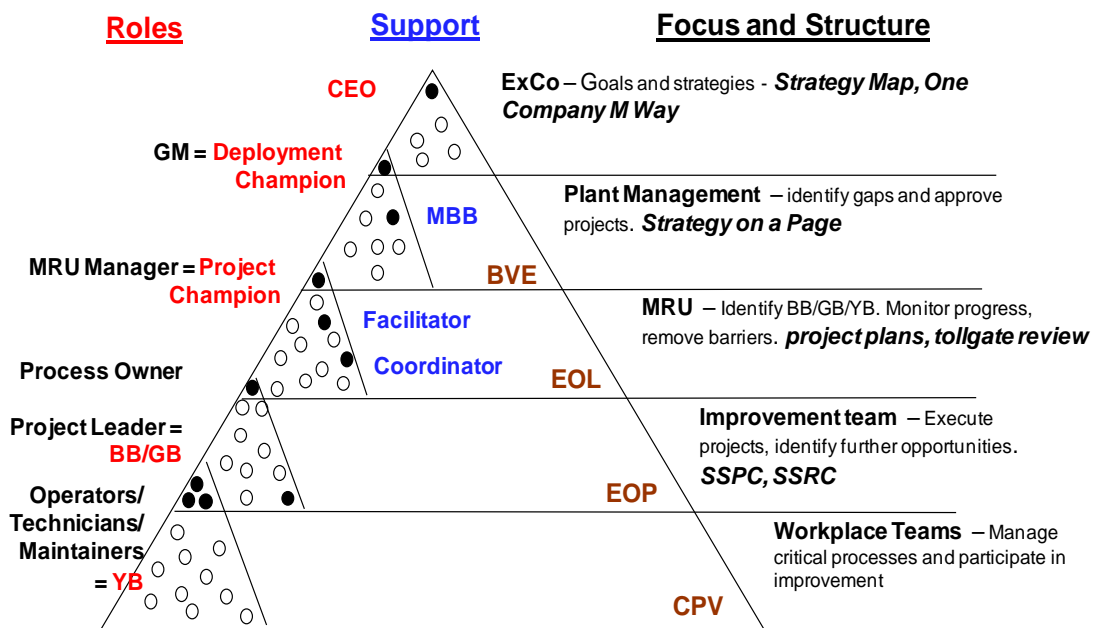 Roles
Support
Focus and Structure
CEO
ExCo – Goals and strategies - Strategy Map, One
Company M Way
GM = Deployment
Champion
MBB
Plant Management – identify gaps and approve
projects. Strategy on a Page
BVE
MRU Manager = Project
Champion
Facilitator
Coordinator
MRU – Identify BB/GB/YB. Monitor progress,
remove barriers. project plans, tollgate review
EOL
Process Owner
Project Leader =
BB/GB
Improvement team – Execute
projects, identify further opportunities.
SSPC, SSRC
EOP
Operators/
Technicians/
Maintainers
= YB
Workplace Teams – Manage
critical processes and participate in
improvement
CPV